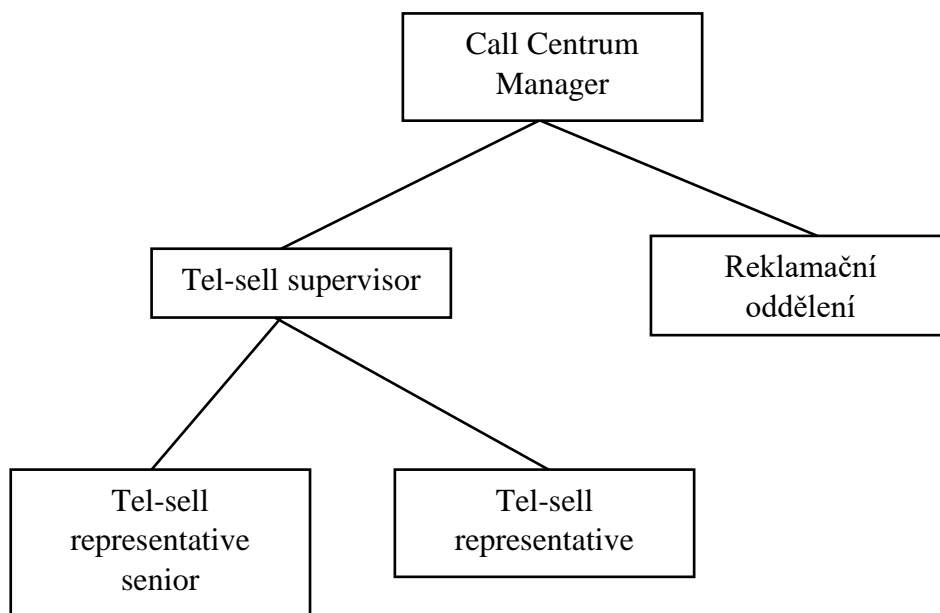 Call Centrum
Manager
Tel-sell supervisor
Reklamační
oddělení
Tel-sell
representative
senior
Tel-sell
representative